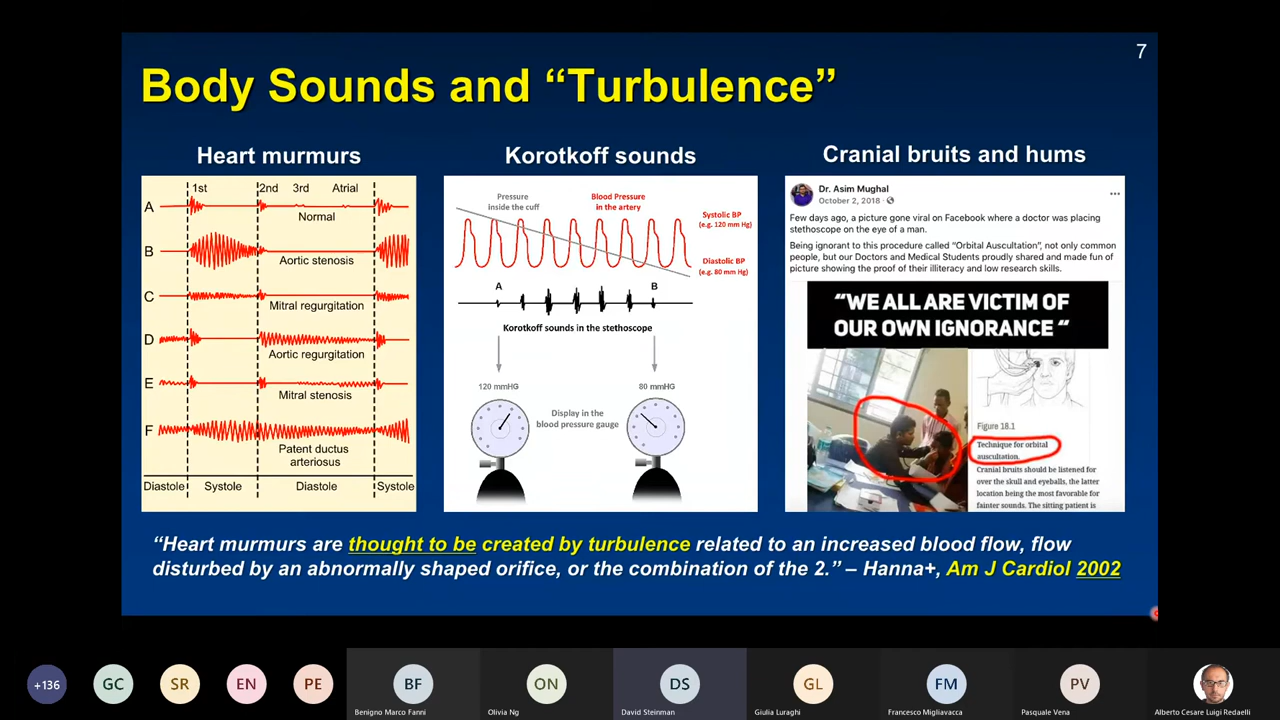 7
Body Sounds and “Turbulence”
Heart murmurs
1st 2nd 3rd Atrial
A
Normal
B
Aortic stenosis
C
Mitral regurgitation
D
Aortic regurgitation
E
Mitral stenosis
F
Patent ductus
arteriosus
Diastole Systole Diastole Systole
Korotkoff sounds
Pressure
inside the cuff
Blood Pressure
in the artery
Systolic BP
(e.g. 120 mm Hg)
Diastolic BP
(e.g. 80 mm Hg)
A B
Korotkoff sounds in the stethoscope
120 mmHG 80 mmHG
Display in the
blood pressure gauge
Cranial bruits and hums
Dr. Asim Mughal
October 2, 2018 ·
Few days ago, a picture gone viral on Facebook where a doctor was placing
stethoscope on the eye of a man.
Being ignorant to this procedure called “Orbital Auscultation”, not only common
people, but our Doctors and Medical Students proudly shared and made fun of
picture showing the proof of their illiteracy and low research skills.
“WE ALL ARE VICTIM OF
OUR OWN IGNORANCE “
Figure 18.1
Technique for orbital
auscultation.
Cranial bruits should be listened for
over the skull and eyeballs, the latter
location being the most favorable for
fainter sounds. The sitting patient is
“Heart murmurs are thought to be created by turbulence related to an increased blood flow, flow
disturbed by an abnormally shaped orifice, or the combination of the 2.” – Hanna+, Am J Cardiol 2002
+136 GC SR EN PE BF ON DS GL FM PV
Benigno Marco Fanni Olivia Ng David Steinman Giulia Luraghi Francesco Migliavacca Pasquale Vena Alberto Cesare Luigi Redaelli